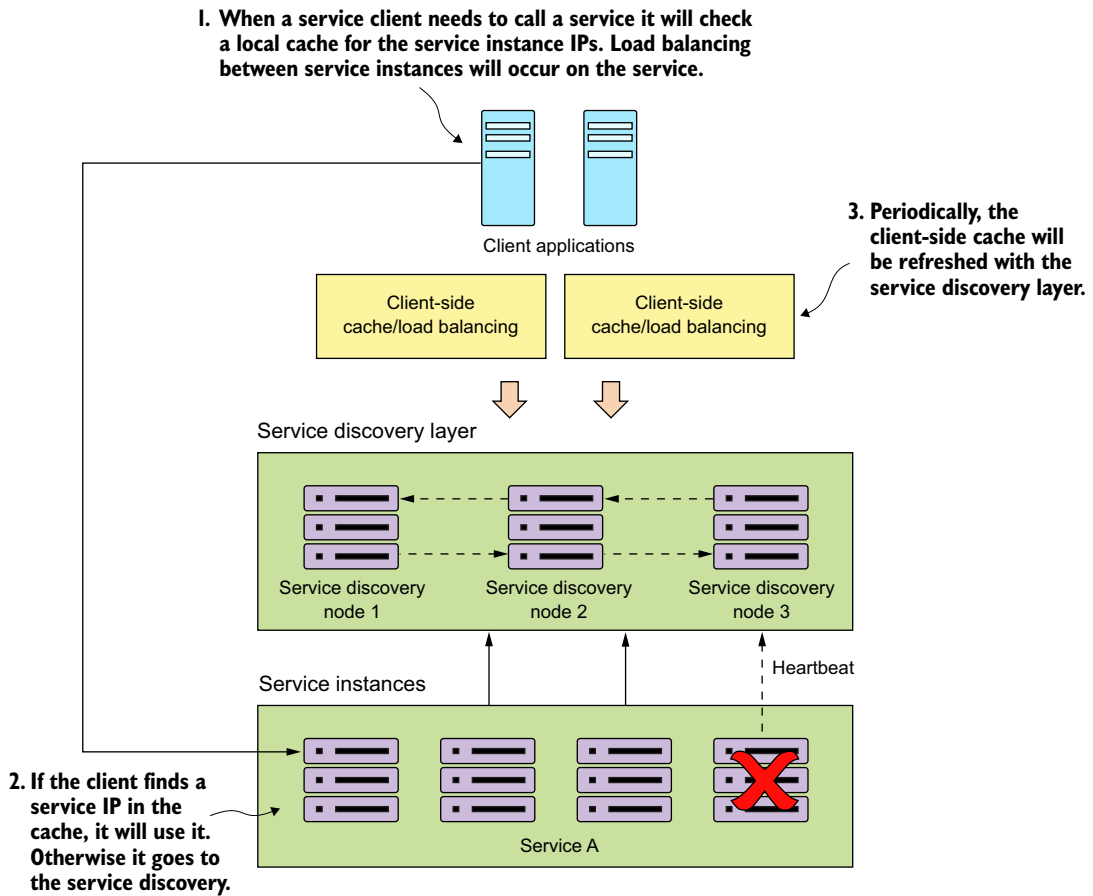 1. When a service client needs to call a service it will check
a local cache for the service instance IPs. Load balancing
between service instances will occur on the service.
Client applications
3. Periodically, the
client-side cache will
be refreshed with the
service discovery layer.
Client-side
cache/load balancing
Client-side
cache/load balancing
Service discovery layer
Service discovery
node 1
Service discovery
node 2
Service discovery
node 3
Heartbeat
Service instances
2. If the client finds a
service IP in the
cache, it will use it.
Otherwise it goes to
the service discovery.
Service A